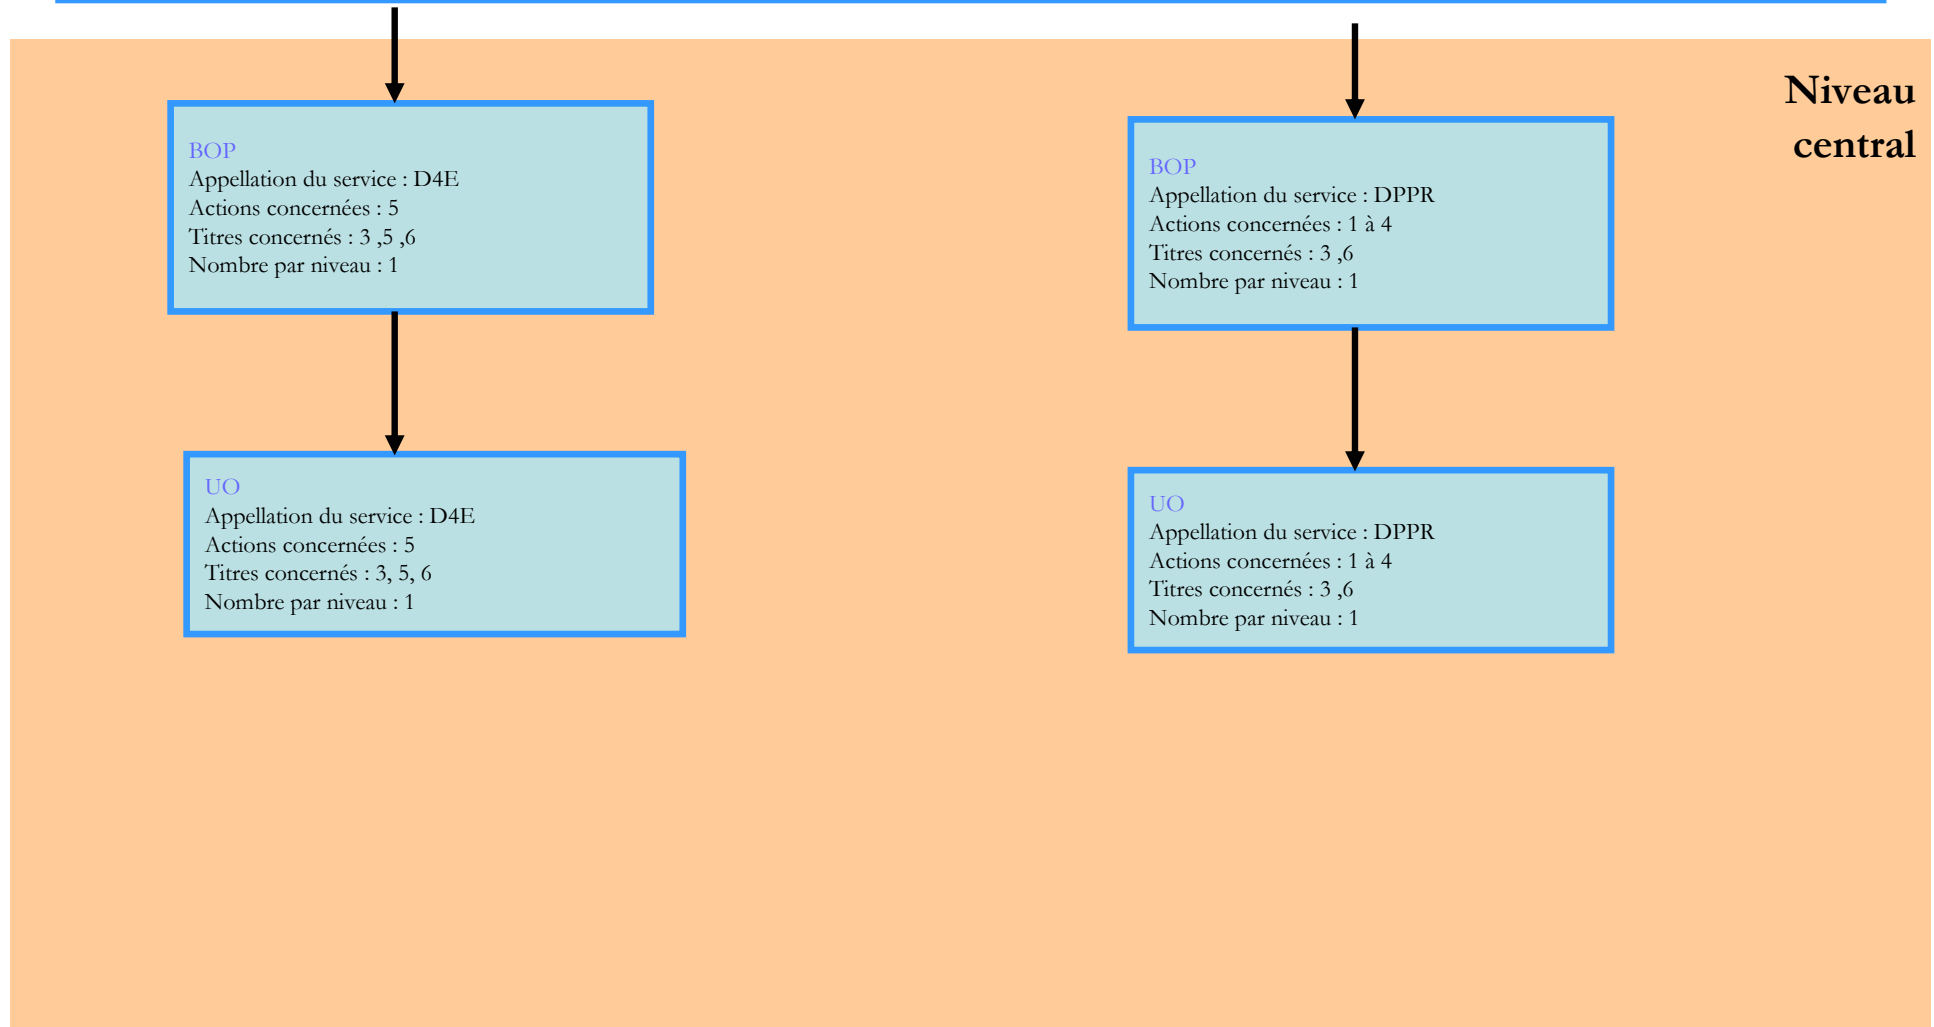 Niveau
central
BOP
Appellation du service : D4E
Actions concernées : 5
Titres concernés : 3 ,5 ,6
Nombre par niveau : 1
BOP
Appellation du service : DPPR
Actions concernées : 1 à 4
Titres concernés : 3 ,6
Nombre par niveau : 1
UO
Appellation du service : D4E
Actions concernées : 5
Titres concernés : 3, 5, 6
Nombre par niveau : 1
UO
Appellation du service : DPPR
Actions concernées : 1 à 4
Titres concernés : 3 ,6
Nombre par niveau : 1